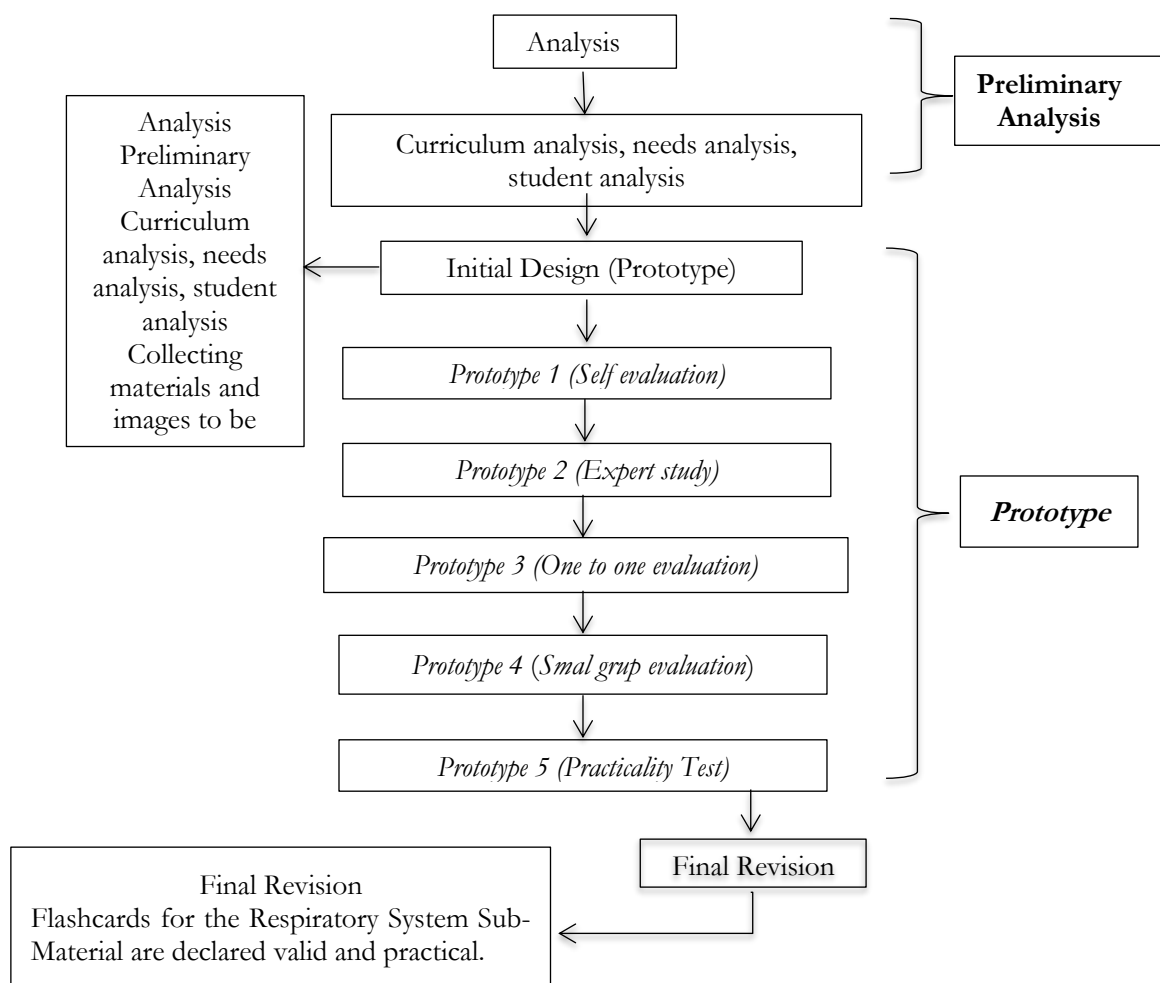 Analysis
Preliminary
Analysis
Analysis
Preliminary
Analysis
Curriculum
analysis, needs
analysis, student
analysis
Collecting
materials and
images to be
Curriculum analysis, needs analysis,
student analysis
Initial Design (Prototype)
Prototype 1 (Self evaluation)
Prototype 2 (Expert study)
Prototype
Prototype 3 (One to one evaluation)
Prototype 4 (Smal grup evaluation)
Prototype 5 (Practicality Test)
Final Revision
Final Revision
Flashcards for the Respiratory System Sub-
Material are declared valid and practical.